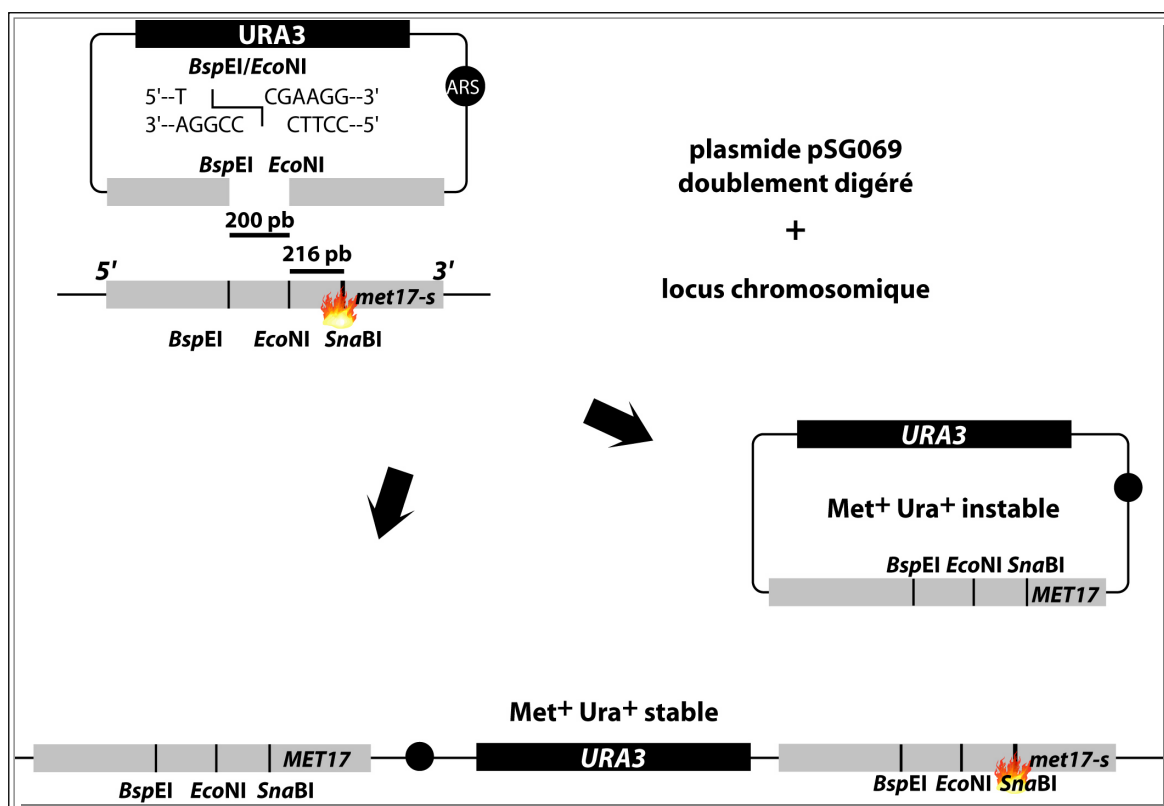 URA3
BspEI/EcoNI
5'--T CGAAGG--3'
3'--AGGCC CTTCC--5'
ARS
BspEI EcoNI
200 pb
216 pb
5' 3'
met17-s
BspEI EcoNI SnaBI
plasmide pSG069
doublement digéré
+
locus chromosomique
URA3
Met+ Ura+ instable
BspEI EcoNI SnaBI
MET17
Met+ Ura+ stable
MET17 URA3 met17-s
BspEI EcoNI SnaBI BspEI EcoNI SnaBI